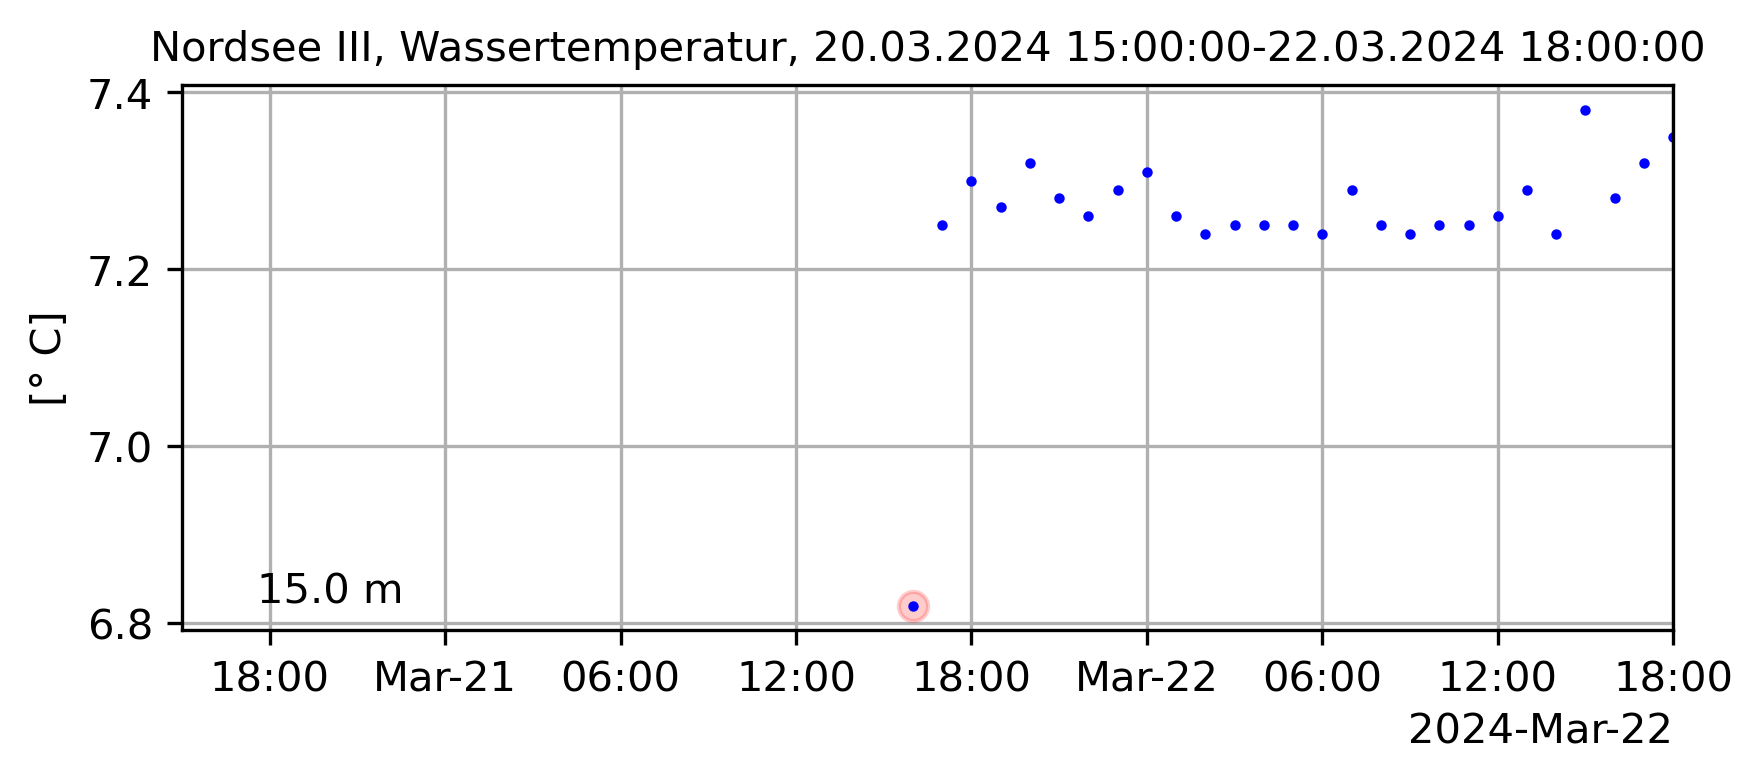 Nordsee III, Wassertemperatur, 20.03.2024 15:00:00-22.03.2024 18:00:00
7.4
7.2
7.0
6.8
[° C]
15.0 m
18:00 Mar-21 06:00 12:00 18:00 Mar-22 06:00 12:00 18:00
2024-Mar-22